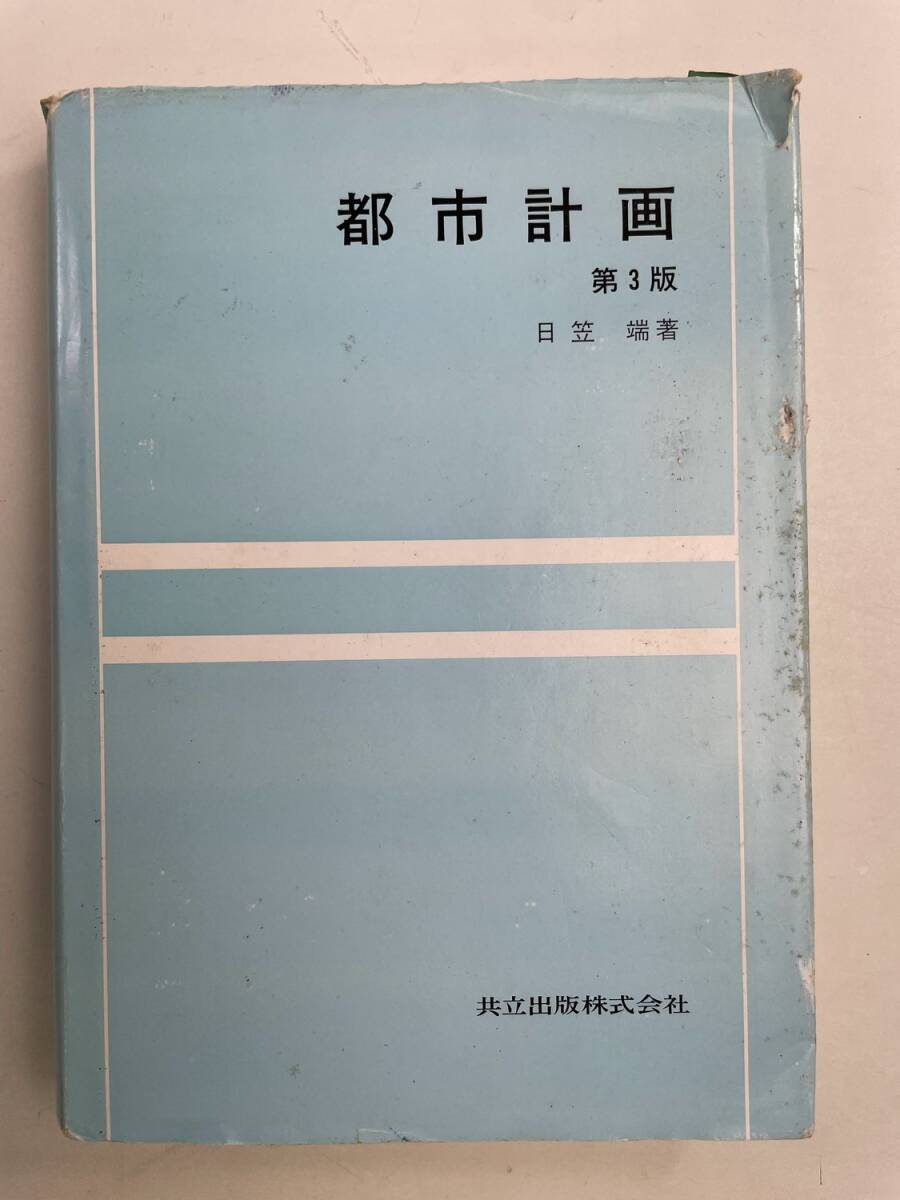 都市計画
第3版
日笠 端著
共立出版株式会社